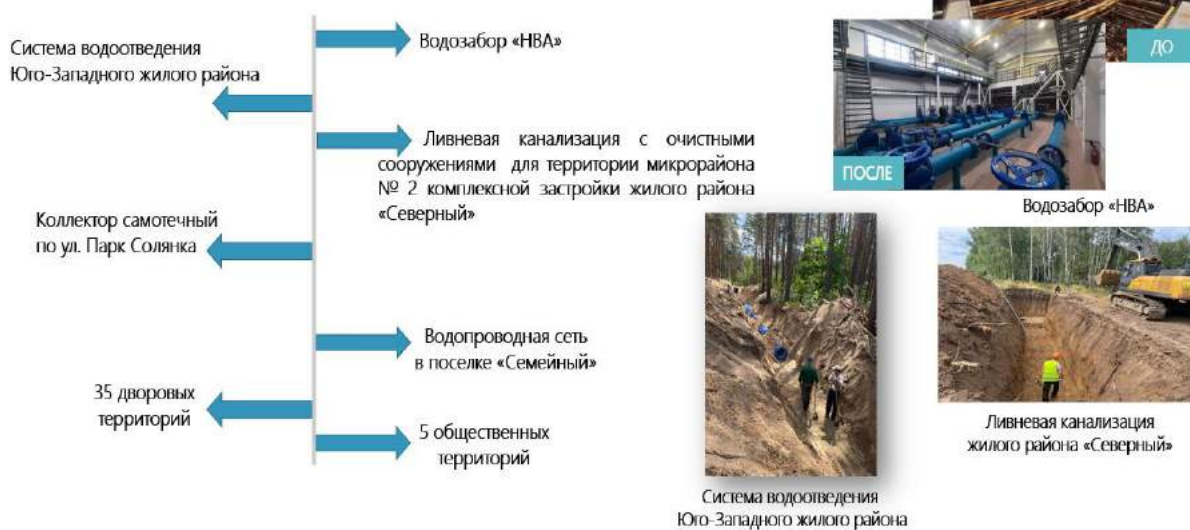 Система водоотведения
Юго-Западного жилого района
Водозабор «НВА»
Ливневая канализация с очистными
сооружениями для территории микрорайона
№ 2 комплексной застройки жилого района
«Северный»
Коллектор самотечный
по ул. Парк Солянка
Водопроводная сеть
в поселке «Семейный»
35 дворовых
территорий
5 общественных
территорий
ДО
ПОСЛЕ
Водозабор «НВА»
Ливневая канализация
жилого района «Северный»
Система водоотведения
Юго-Западного жилого района